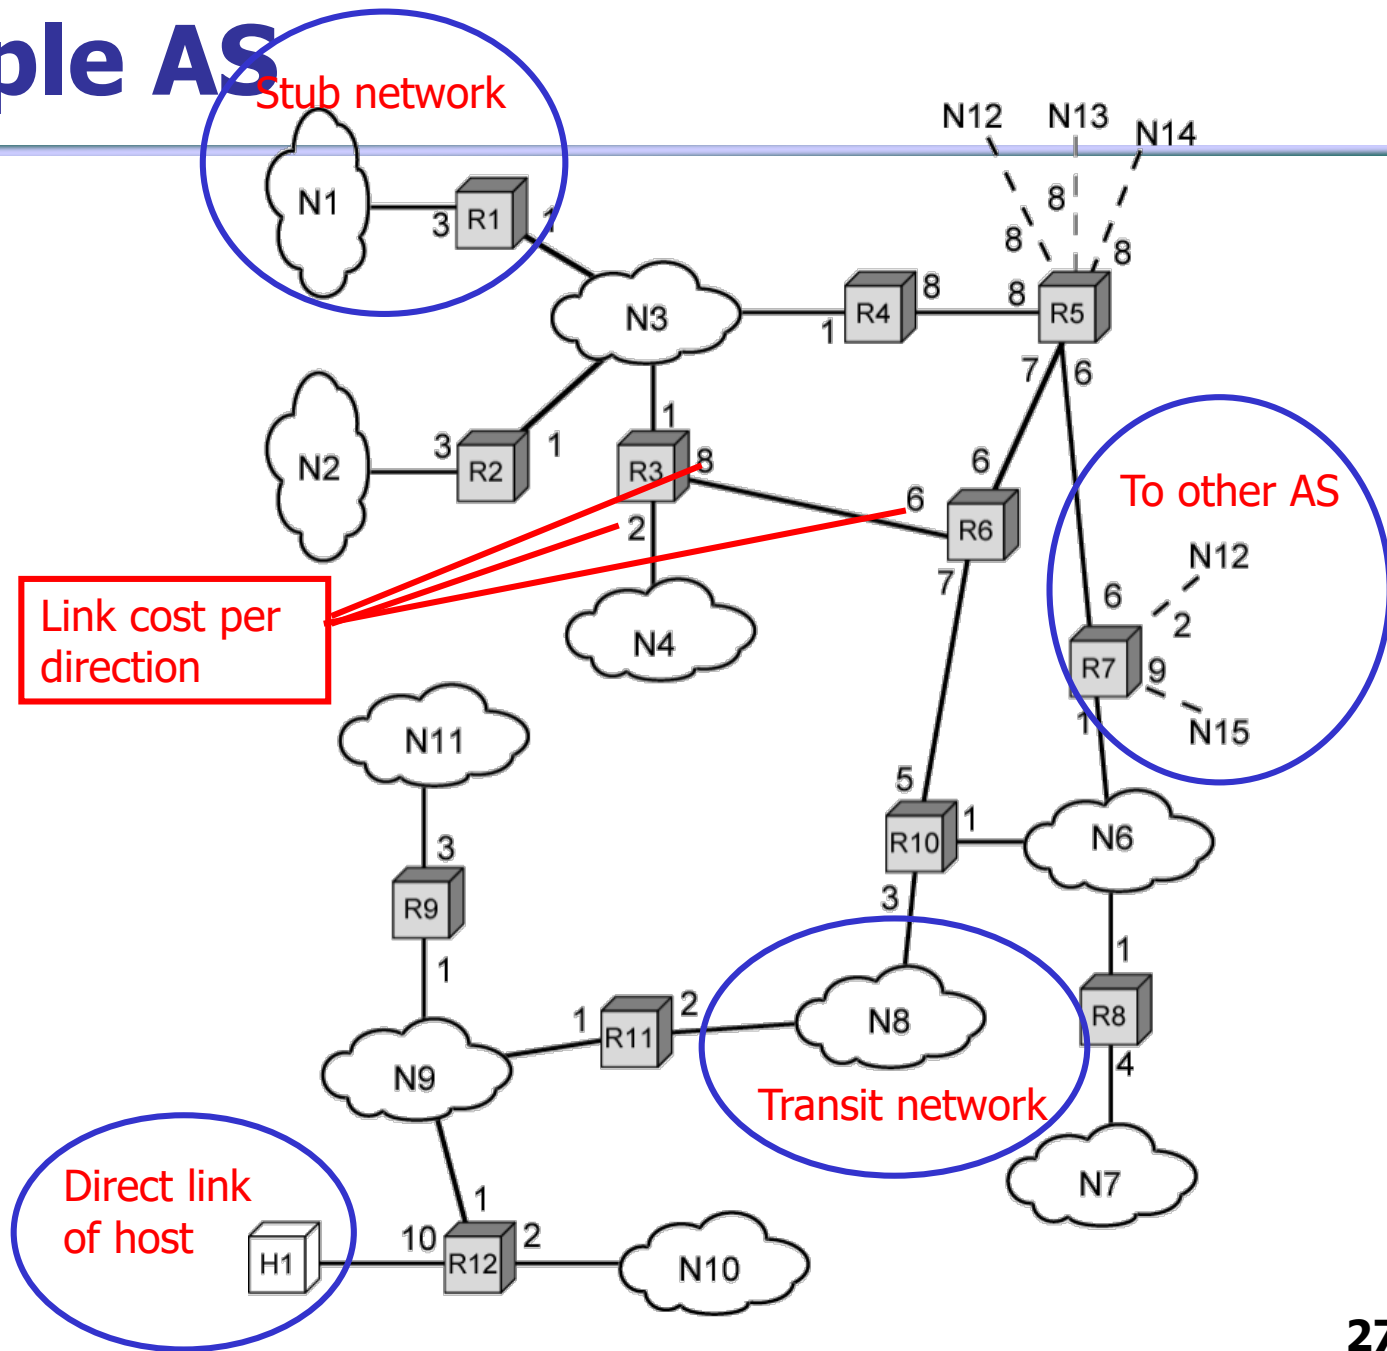 ple AS
Stub network
N12
N13
N14
N1
3
R1
1
8
8
8
N3
1
R4
8
8
R5
7
6
N2
3
R2
1
1
R3
8
2
6
6
R6
7
To other AS
N12
6
2
R7
9
1
N15
Link cost per
direction
N4
N11
5
R10
1
N6
3
3
R9
1
1
R8
4
N9
1
R11
2
N8
Transit network
N7
Direct link
of host
H1
10
1
R12
2
N10
27